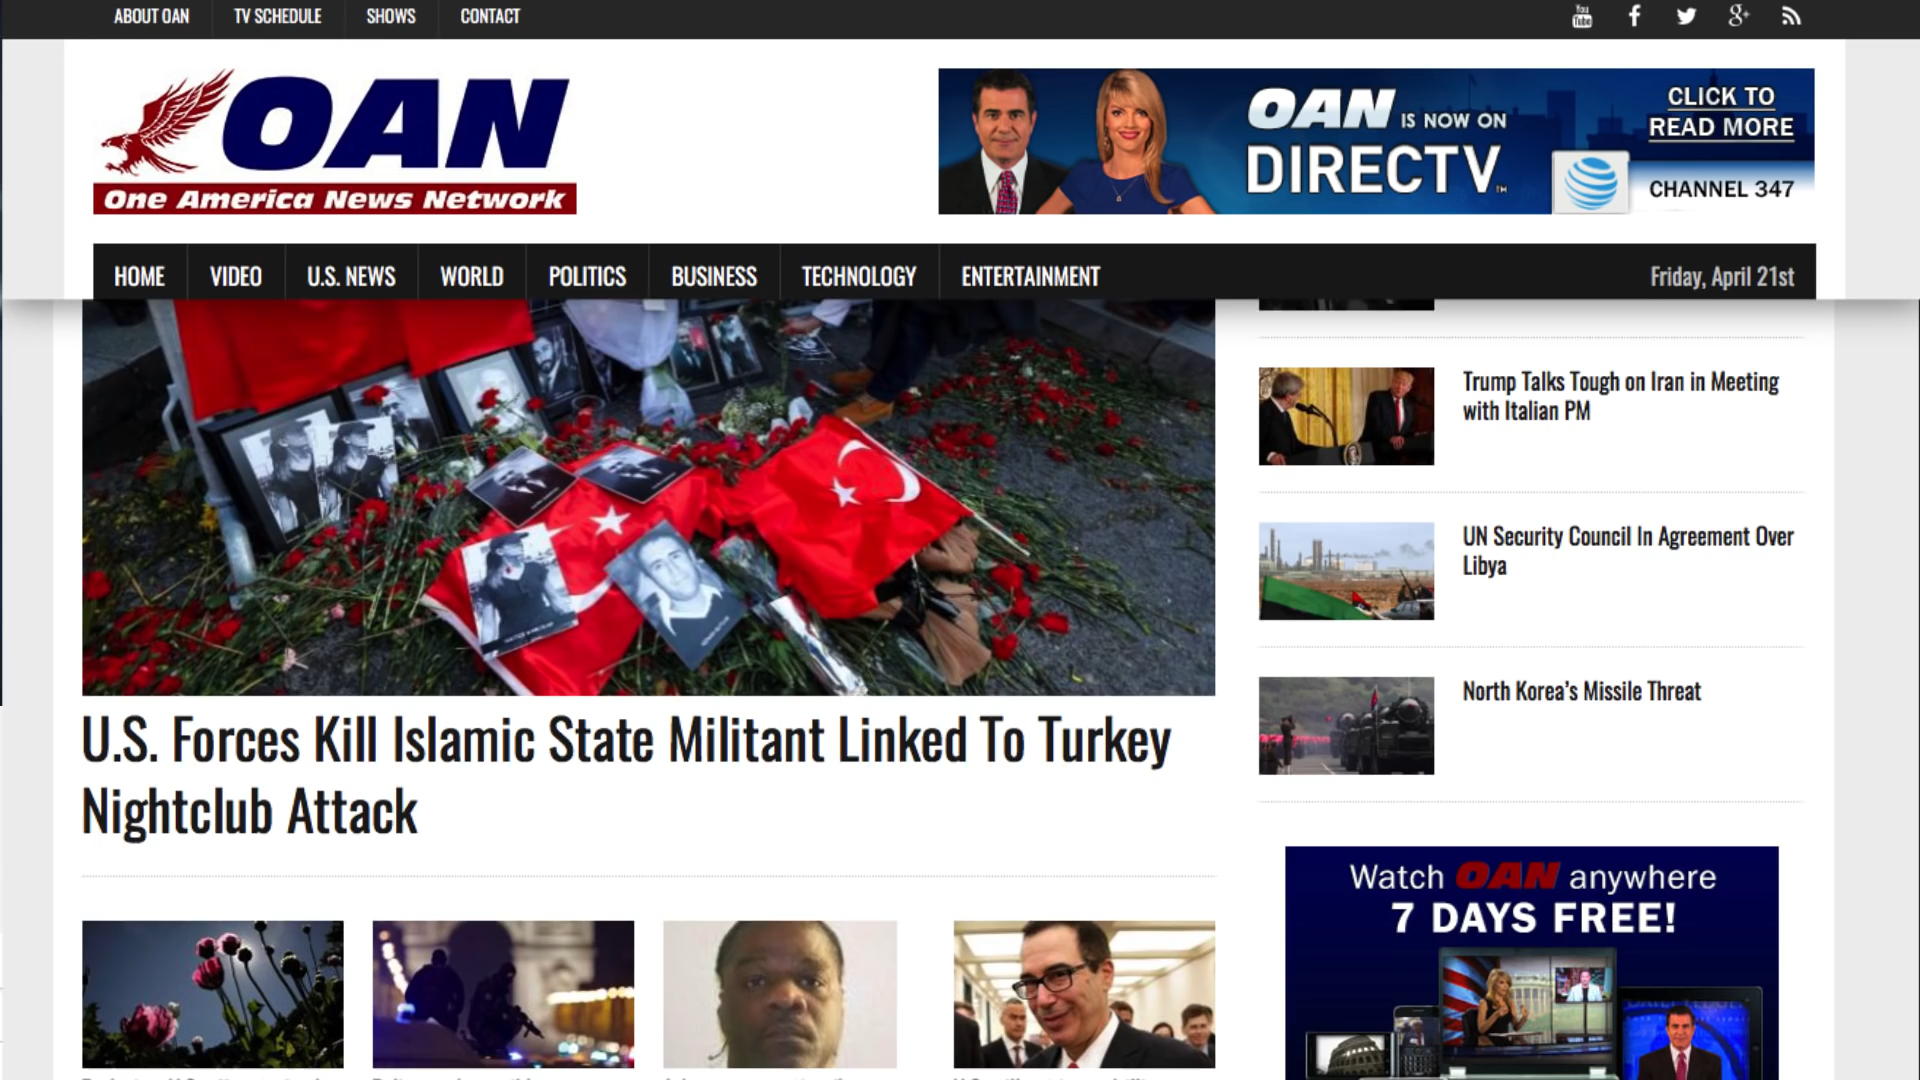 ABOUT OAN
TV SCHEDULE
SHOWS
CONTACT
You
Tube
OAN
One America News Network
OAN IS NOW ON
DIRECTV™
CLICK TO
READ MORE
CHANNEL 347
HOME
VIDEO
U.S. NEWS
WORLD
POLITICS
BUSINESS
TECHNOLOGY
ENTERTAINMENT
Friday, April 21st
U.S. Forces Kill Islamic State Militant Linked To Turkey
Nightclub Attack
Trump Talks Tough on Iran in Meeting
with Italian PM
UN Security Council In Agreement Over
Libya
North Korea's Missile Threat
Watch OAN anywhere
7 DAYS FREE!